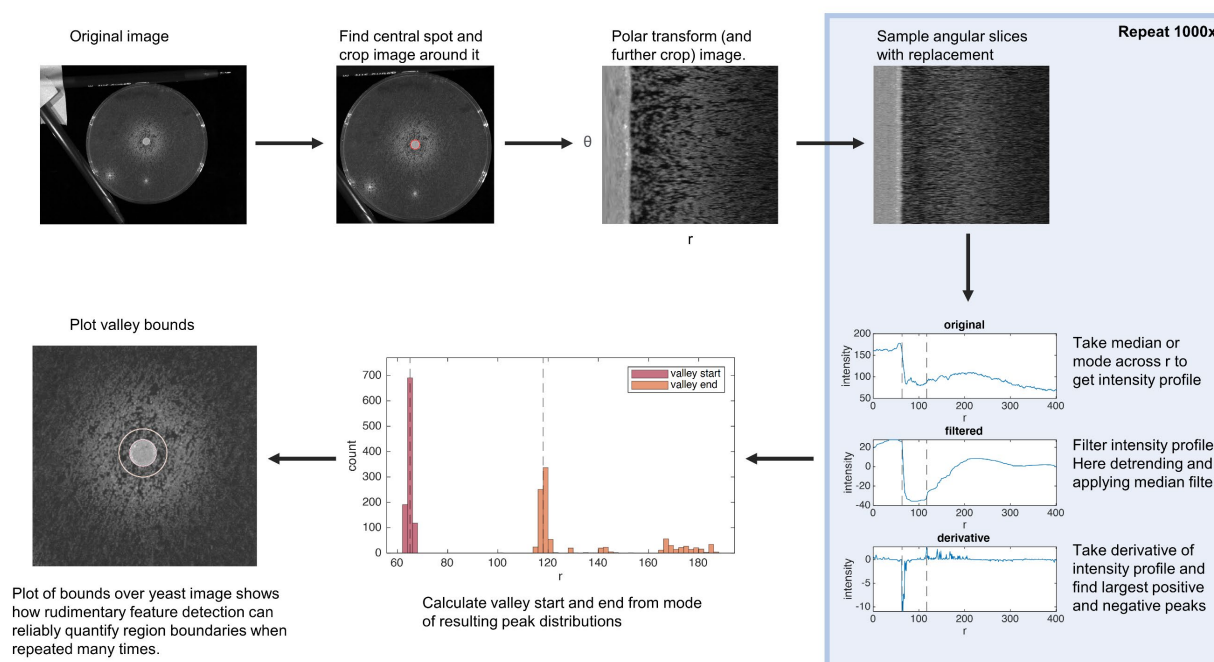 Original image
Find central spot and
crop image around it
Polar transform (and
further crop) image.
Sample angular slices
with replacement
Repeat 1000x
θ
r
Plot valley bounds
original
200
150
100
50
intensity
0 100 200 300 400
r
Take median or
mode across r to
get intensity profile
filtered
20
0
-20
-40
intensity
0 100 200 300 400
r
Filter intensity profile
Here detrending and
applying median filte
derivative
0
-5
-10
intensity
0 100 200 300 400
r
Take derivative of
intensity profile and
find largest positive
and negative peaks
valley start
valley end
700
600
500
400
300
200
100
0
count
60 80 100 120 140 160 180
r
Calculate valley start and end from mode
of resulting peak distributions
Plot of bounds over yeast image shows
how rudimentary feature detection can
reliably quantify region boundaries when
repeated many times.